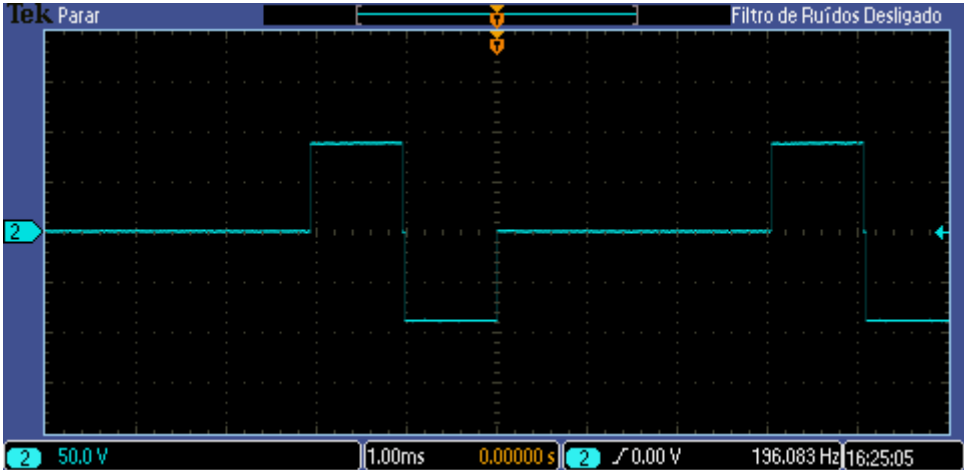 Tek Parar Filtro de Ruídos Desligado
T
T
2
2 50.0 V 1.00ms 0.00000 s 2 0.00 V 196.083 Hz 16:25:05